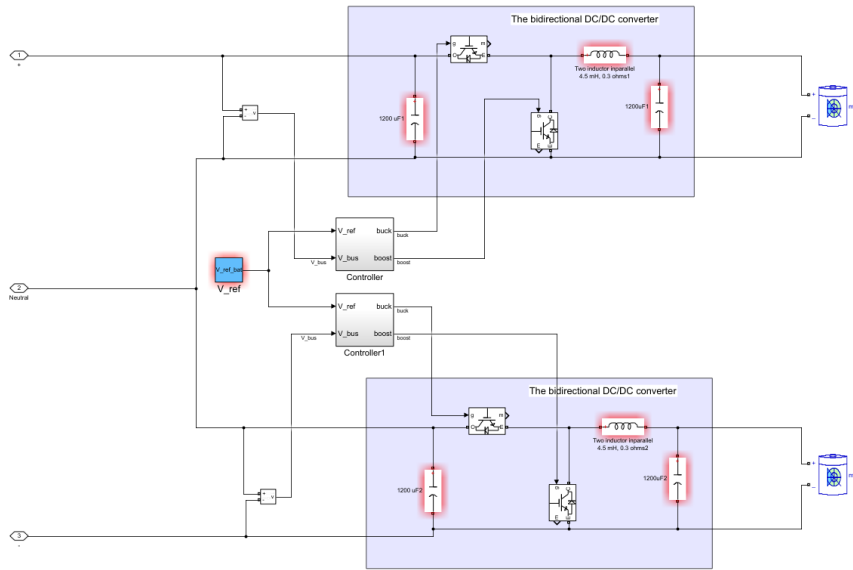 The bidirectional DC/DC converter
1
+
g
m
D
E
Two inductor inparallel
4.5 mH, 0.3 ohms1
1200 uF1
1200uF1
+
-
v
g
C
E
m
+
_
m
V_ref
buck
buck
V_bus
V_bus
boost
boost
Controller
V_ref_bat
V_ref
2
Neutral
V_ref
buck
buck
V_bus
V_bus
boost
boost
Controller1
The bidirectional DC/DC converter
g
m
E
Two inductor inparallel
4.5 mH, 0.3 ohms2
1200 uF2
1200uF2
+
-
v
g
C
E
m
+
_
m
3
-